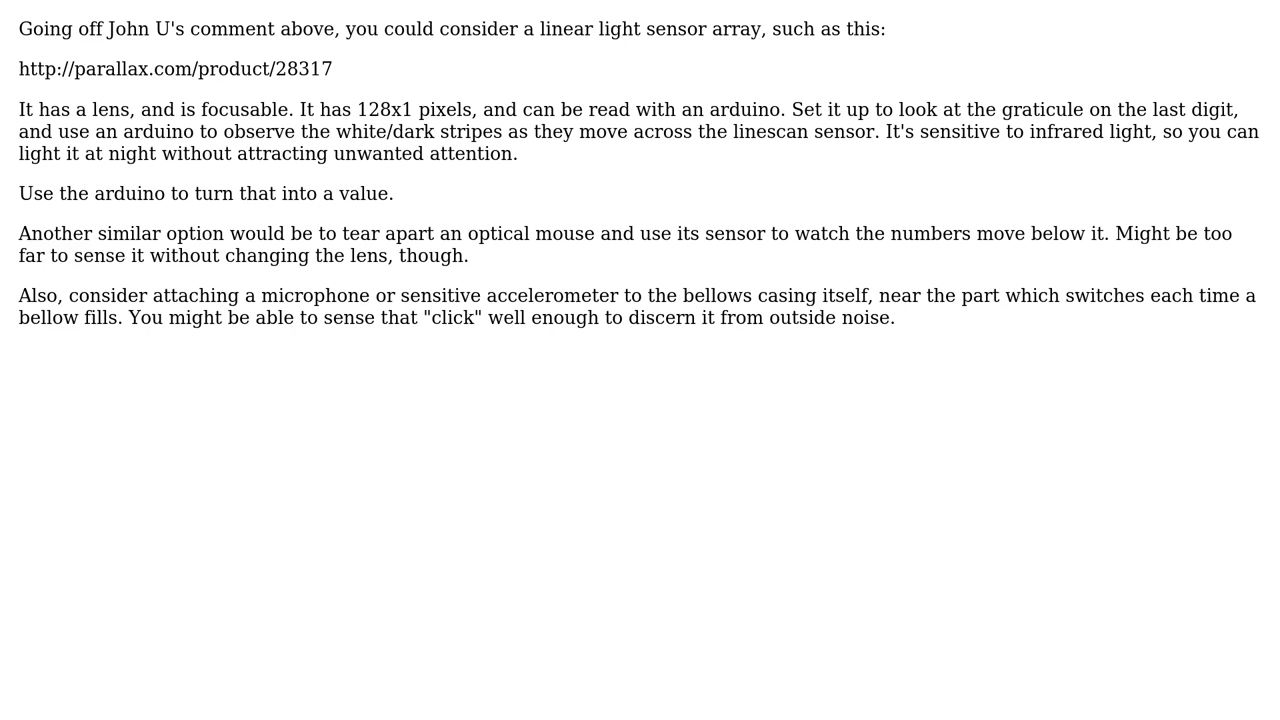 Going off John U's comment above, you could consider a linear light sensor array, such as this:
http://parallax.com/product/28317
It has a lens, and is focusable. It has 128x1 pixels, and can be read with an arduino. Set it up to look at the graticule on the last digit,
and use an arduino to observe the white/dark stripes as they move across the linescan sensor. It's sensitive to infrared light, so you can
light it at night without attracting unwanted attention.
Use the arduino to turn that into a value.
Another similar option would be to tear apart an optical mouse and use its sensor to watch the numbers move below it. Might be too
far to sense it without changing the lens, though.
Also, consider attaching a microphone or sensitive accelerometer to the bellows casing itself, near the part which switches each time a
bellow fills. You might be able to sense that "click" well enough to discern it from outside noise.